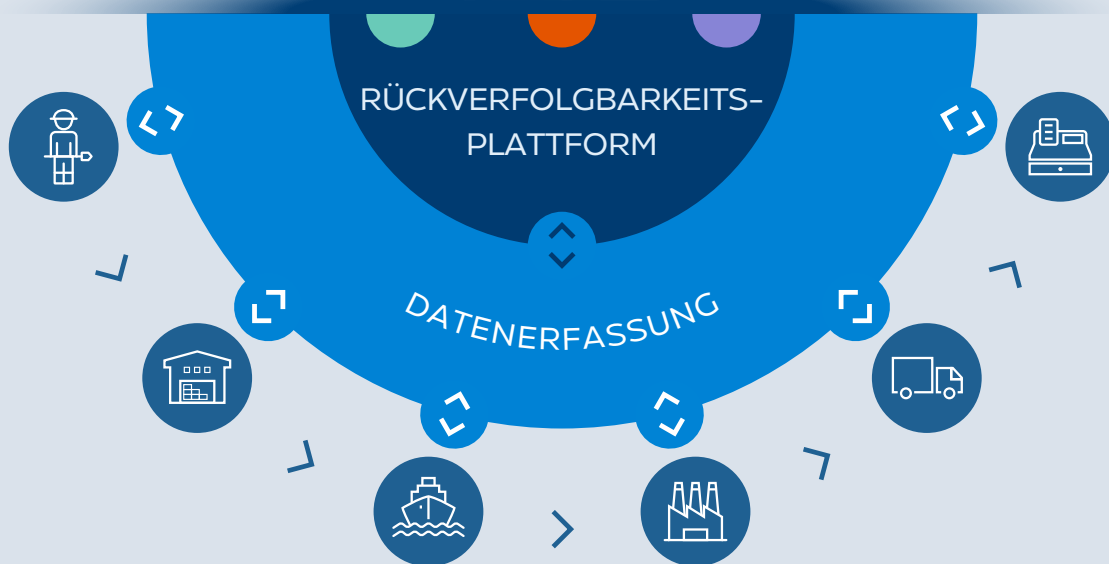 RÜCKVERFOLGBARKEITS-
PLATTFORM
DATENERFASSUNG